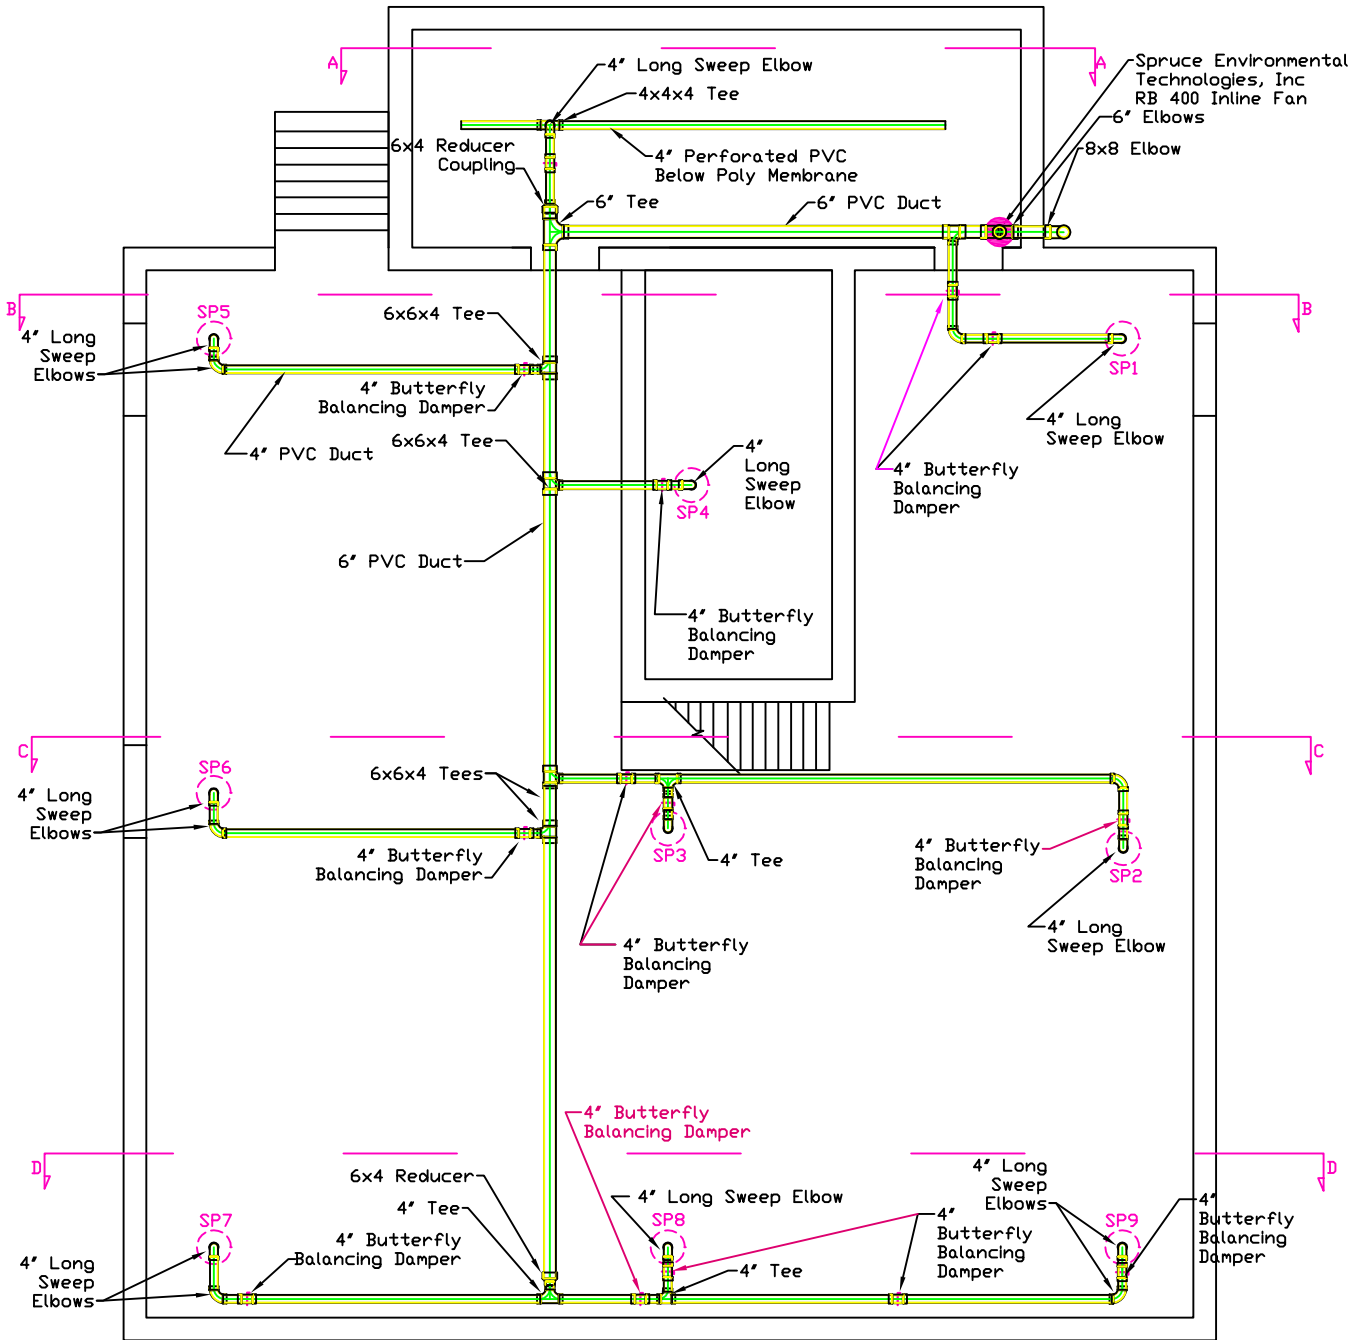 A
A
4" Long Sweep Elbow
4x4x4 Tee
Spruce Environmental
Technologies, Inc
RB 400 Inline Fan
6" Elbows
8x8 Elbow
6x4 Reducer
Coupling
4" Perforated PVC
Below Poly Membrane
6" Tee
6" PVC Duct
B
B
SP5
4" Long
Sweep
Elbows
6x6x4 Tee
4" Butterfly
Balancing Damper
SP1
4" Long
Sweep Elbow
6x6x4 Tee
4" PVC Duct
4"
Long
Sweep
Elbow
SP4
4" Butterfly
Balancing
Damper
6" PVC Duct
4" Butterfly
Balancing
Damper
C
C
SP6
4" Long
Sweep
Elbows
6x6x4 Tees
4" Butterfly
Balancing Damper
SP3
4" Tee
4" Butterfly
Balancing
Damper
SP2
4" Long
Sweep Elbow
4" Butterfly
Balancing
Damper
4" Butterfly
Balancing Damper
D
D
6x4 Reducer
4" Tee
4" Long Sweep Elbow
4" Long
Sweep
Elbows
SP7
4" Butterfly
Balancing Damper
SP8
4"
Butterfly
Balancing
Damper
SP9
4"
Butterfly
Balancing
Damper
4" Long
Sweep
Elbows
4" Tee